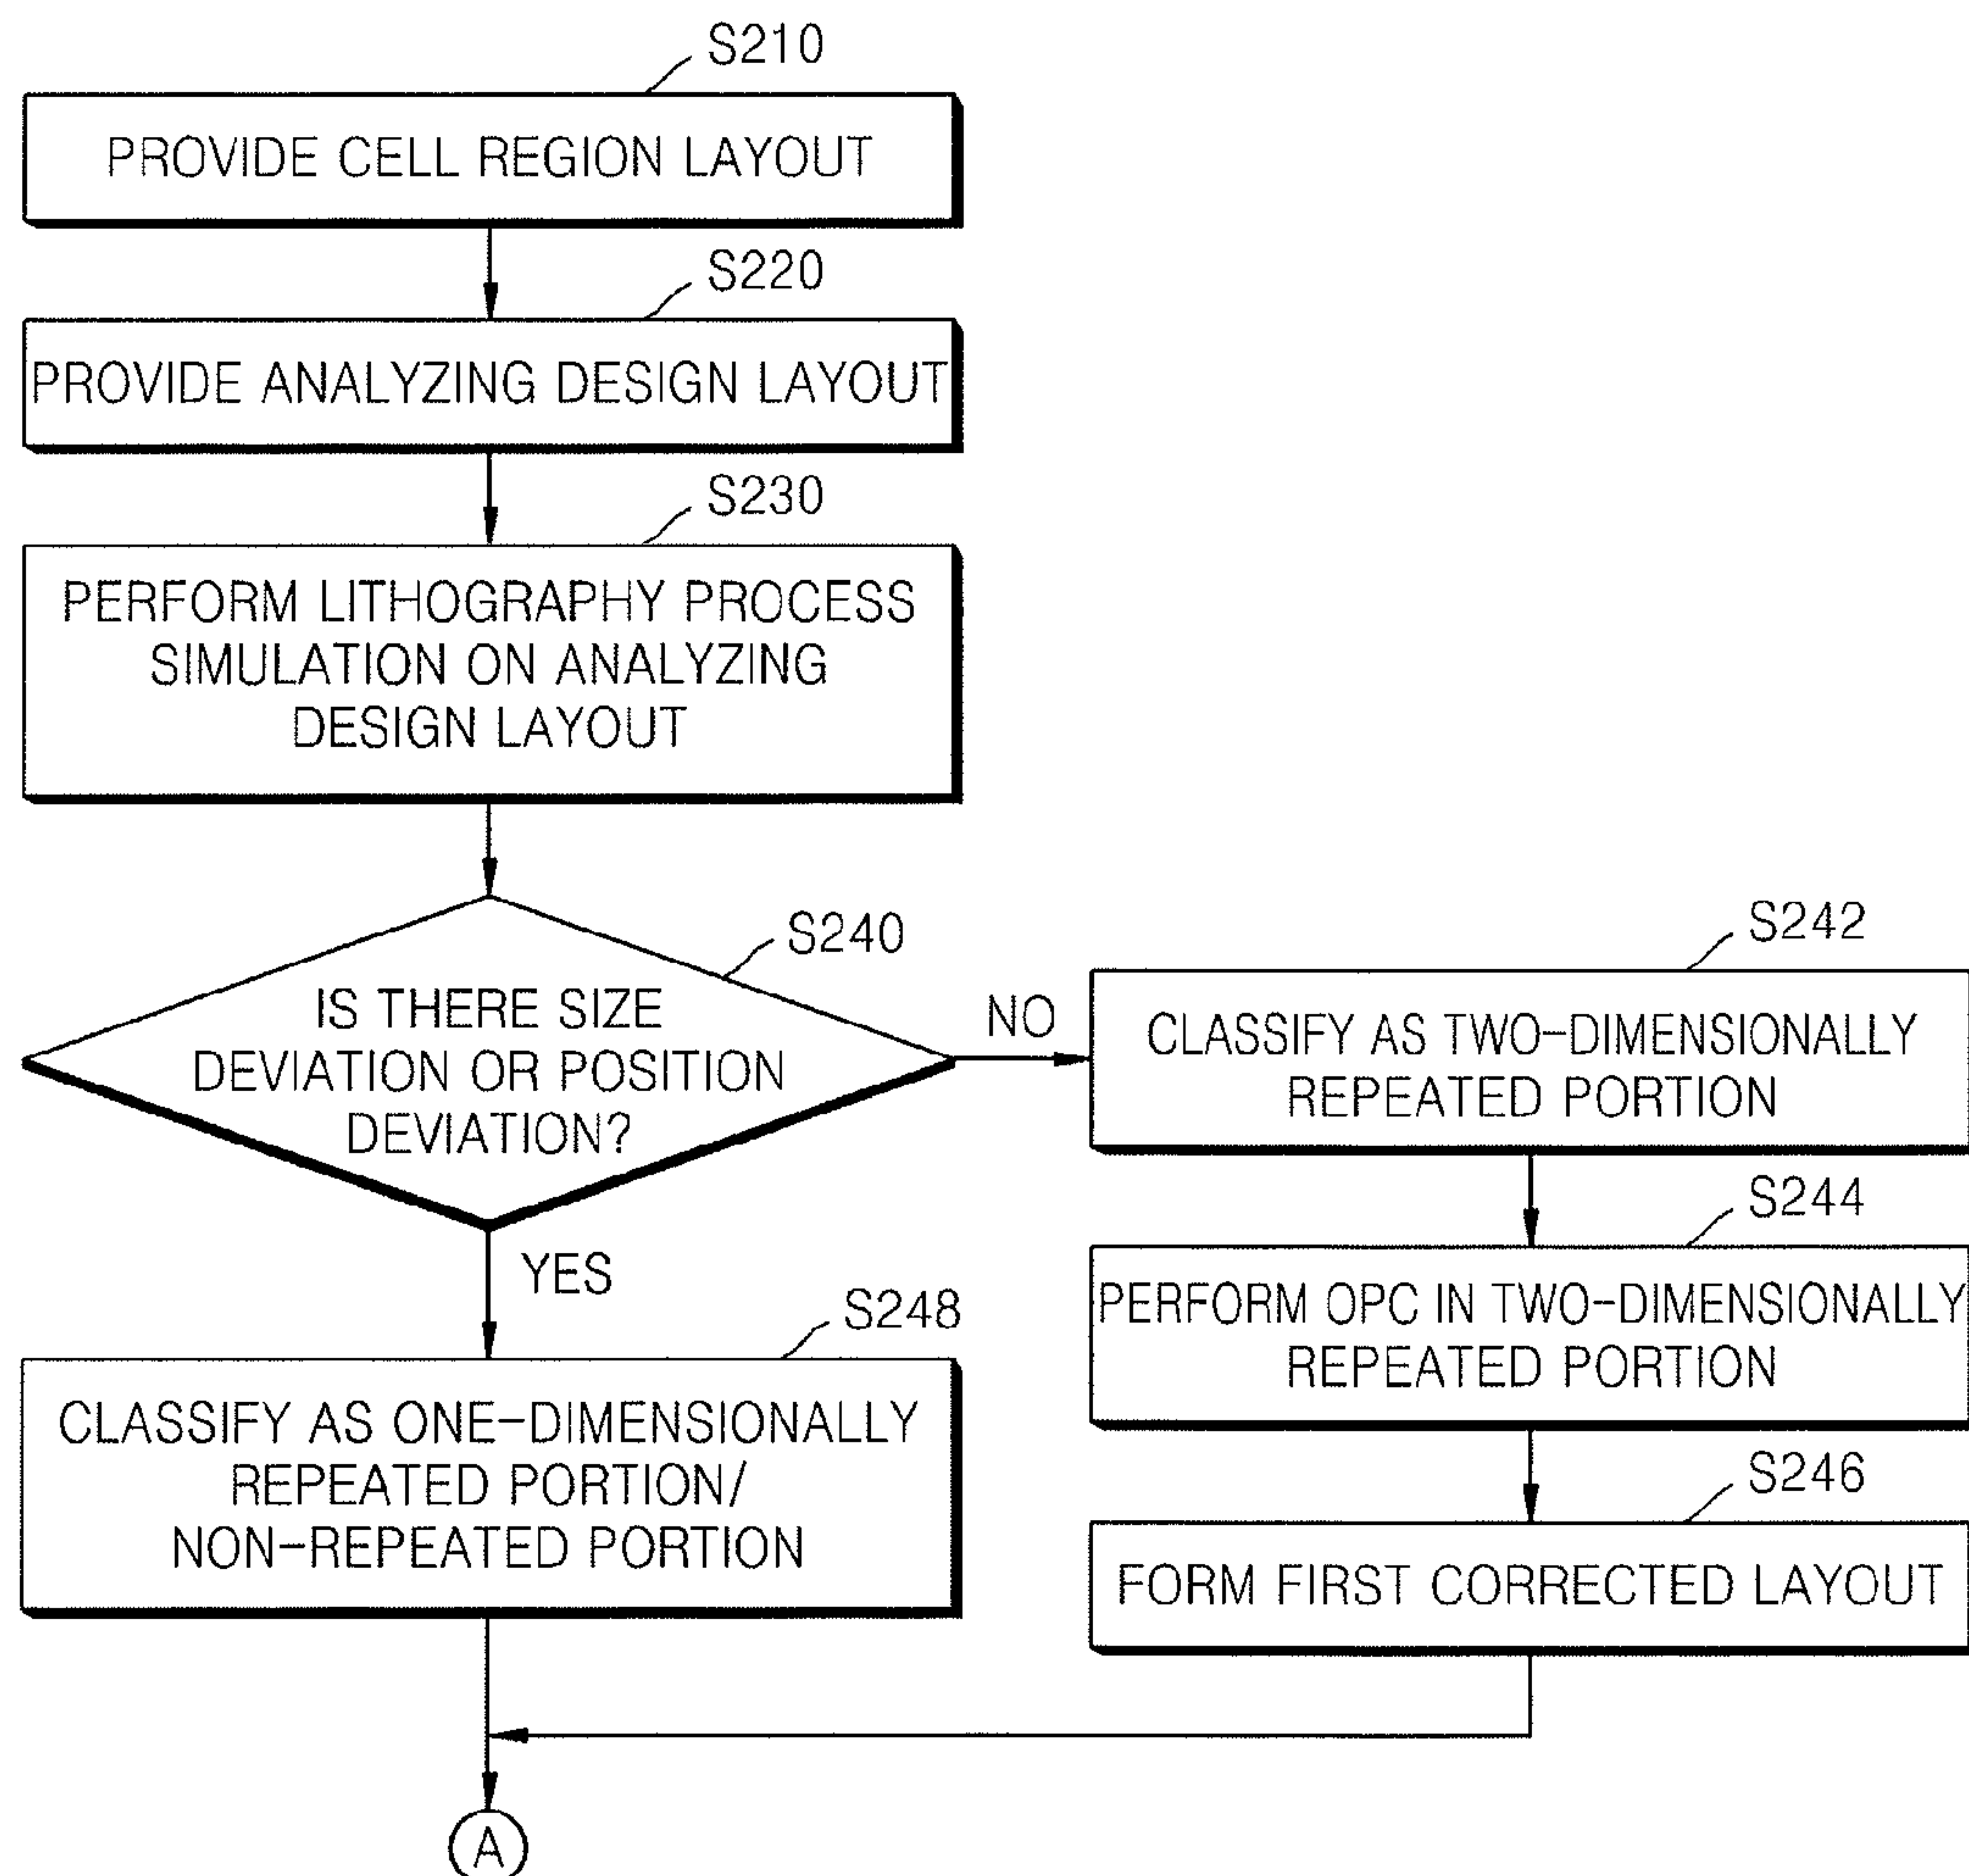 S210
PROVIDE CELL REGION LAYOUT
S220
PROVIDE ANALYZING DESIGN LAYOUT
S230
PERFORM LITHOGRAPHY PROCESS
SIMULATION ON ANALYZING
DESIGN LAYOUT
S240
IS THERE SIZE
DEVIATION OR POSITION
DEVIATION?
NO
S242
CLASSIFY AS TWO-DIMENSIONALLY
REPEATED PORTION
S244
PERFORM OPC IN TWO-DIMENSIONALLY
REPEATED PORTION
S246
FORM FIRST CORRECTED LAYOUT
YES
S248
CLASSIFY AS ONE-DIMENSIONALLY
REPEATED PORTION/
NON-REPEATED PORTION
A